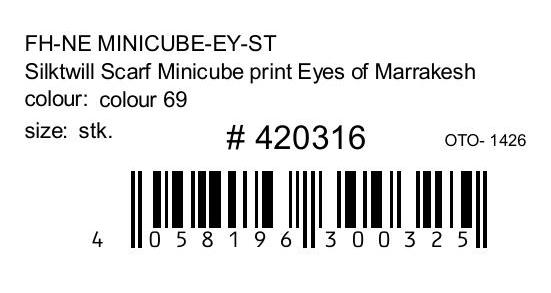 FH-NE MINICUBE-EY-ST
Silktwill Scarf Minicube print Eyes of Marrakesh
colour: colour 69
size: stk.
# 420316 OTO- 1426
4 058196 300325